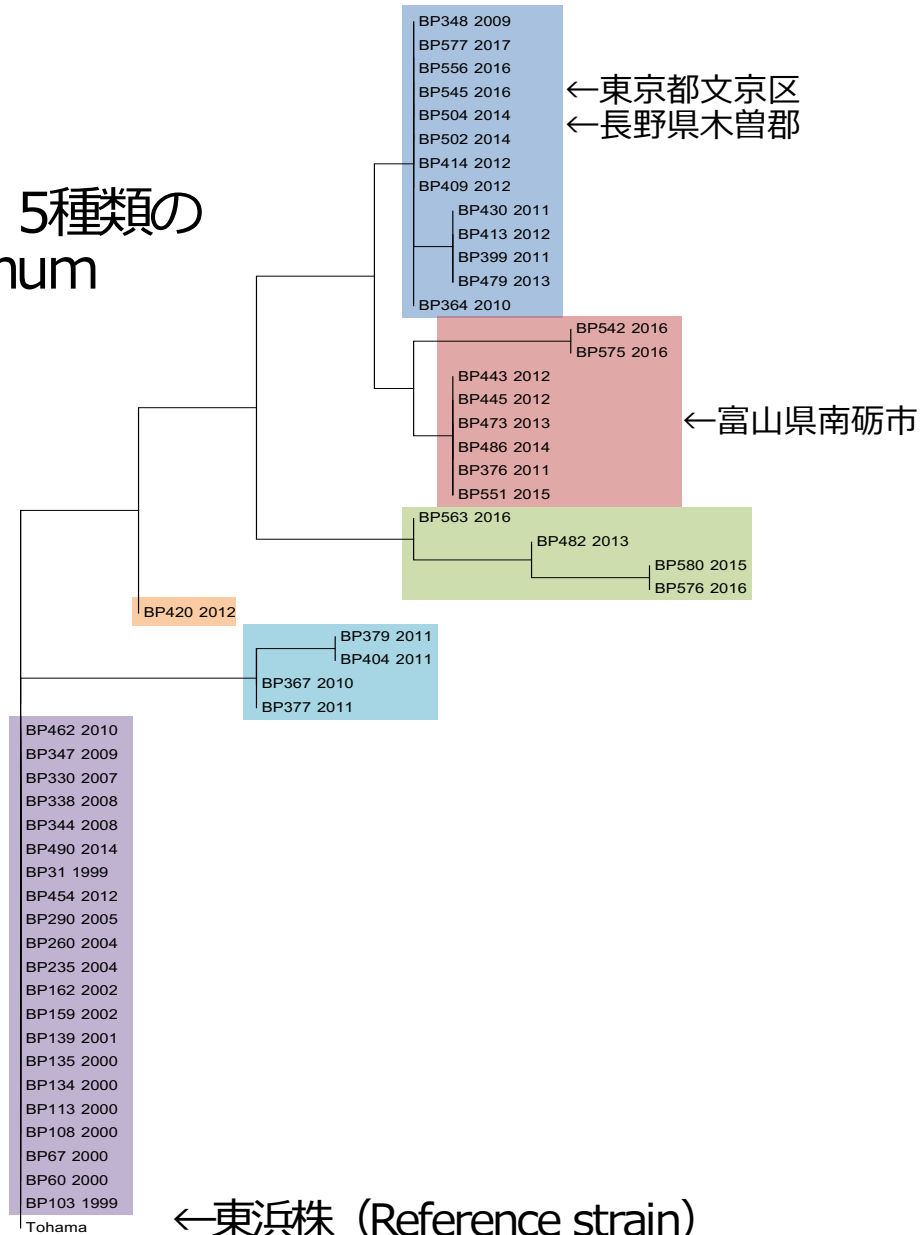 BP348 2009
BP577 2017
BP556 2016
BP545 2016
←東京都文京区
BP504 2014
←長野県木曽郡
BP502 2014
BP414 2012
BP409 2012
5種類の
num
BP430 2011
BP413 2012
BP399 2011
BP479 2013
BP364 2010
BP542 2016
BP575 2016
BP443 2012
BP445 2012
BP473 2013
←富山県南砺市
BP486 2014
BP376 2011
BP551 2015
BP563 2016
BP482 2013
BP580 2015
BP576 2016
BP420 2012
BP379 2011
BP404 2011
BP367 2010
BP377 2011
BP462 2010
BP347 2009
BP330 2007
BP338 2008
BP344 2008
BP490 2014
BP31 1999
BP454 2012
BP290 2005
BP260 2004
BP235 2004
BP162 2002
BP159 2002
BP139 2001
BP135 2000
BP134 2000
BP113 2000
BP108 2000
BP67 2000
BP60 2000
BP103 1999
Tohama
←東浜株（Reference strain）